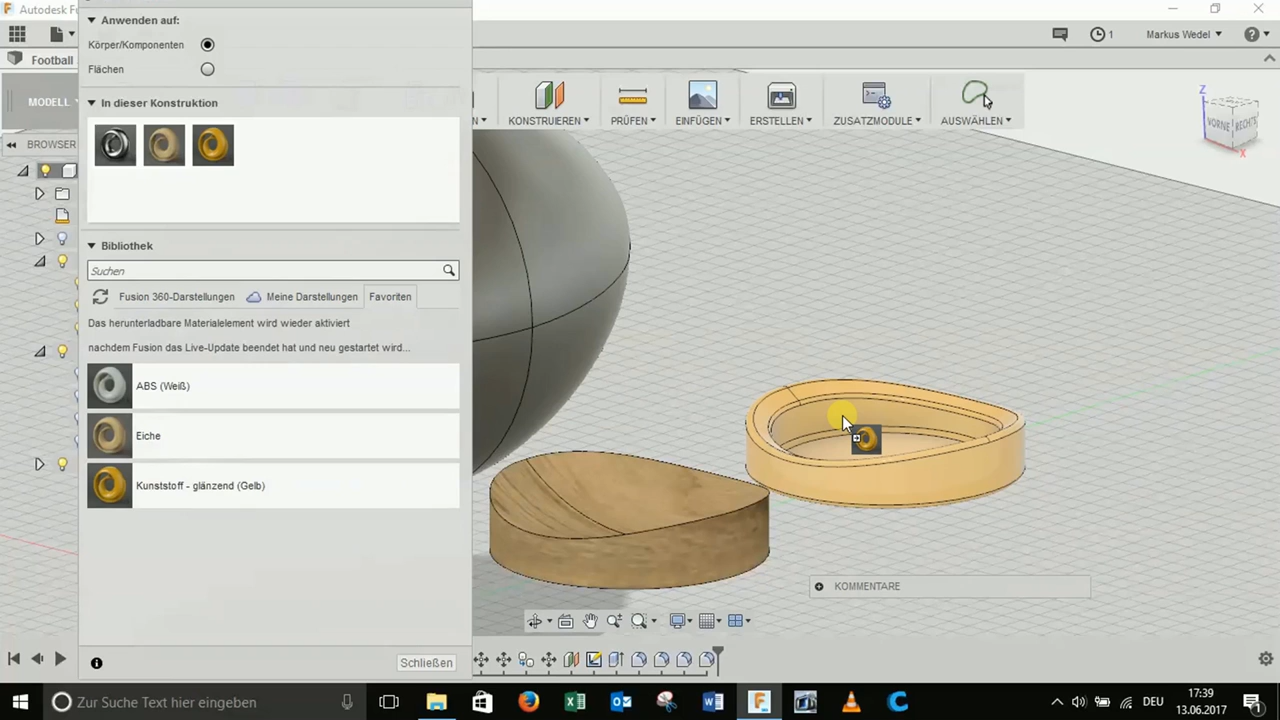 Autodesk Fu
Anwenden auf:
Körper/Komponenten
Flächen
1
Markus Wedel
Football
MODELL
In dieser Konstruktion
KONSTRUIEREN
PRÜFEN
EINFÜGEN
ERSTELLEN
ZUSATZMODULE
AUSWÄHLEN
Z
VORNE
RECHTS
X
BROWSER
Bibliothek
Suchen
Fusion 360-Darstellungen
Meine Darstellungen
Favoriten
Das herunterladbare Materialelement wird wieder aktiviert
nachdem Fusion das Live-Update beendet hat und neu gestartet wird...
ABS (Weiß)
Eiche
Kunststoff - glänzend (Gelb)
KOMMENTARE
Schließen
Zur Suche Text hier eingeben
DEU
17:39
13.06.2017
1